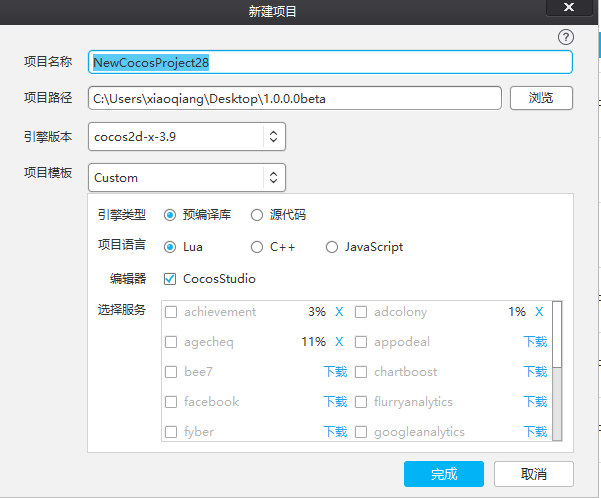 新建项目
项目名称 NewCocosProject28
项目路径 C:\Users\xiaoqiang\Desktop\1.0.0.0beta 浏览
引擎版本 cocos2d-x-3.9
项目模板 Custom
引擎类型 预编译库 源代码
项目语言 Lua C++ JavaScript
编辑器 CocosStudio
选择服务 achievement 3% X adcolony 1% X
agecheq 11% X appodeal 下载
bee7 下载 chartboost 下载
facebook 下载 flurryanalytics 下载
fyber 下载 googleanalytics 下载
完成 取消